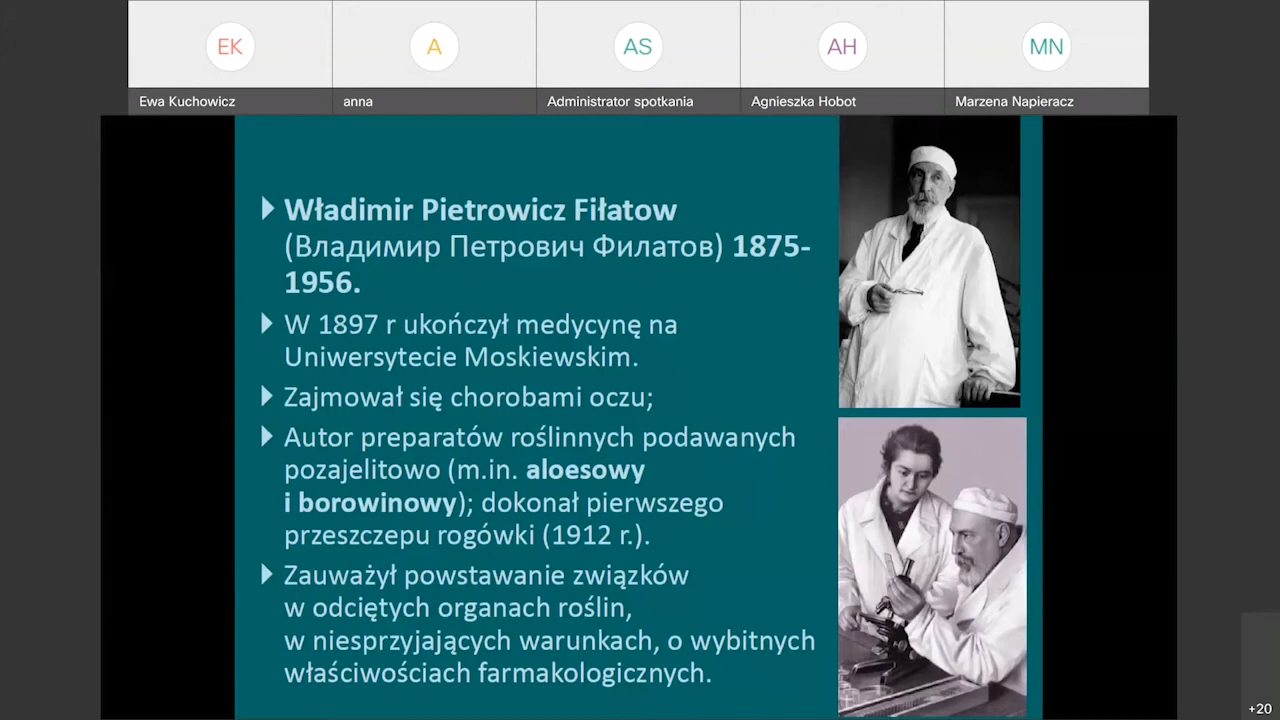 EK
A
AS
AH
MN
Ewa Kuchowicz
anna
Administrator spotkania
Agnieszka Hobot
Marzena Napieracz
Władimir Pietrowicz Fiłatow
(Владимир Петрович Филатов) 1875-
1956.
W 1897 r ukończył medycynę na
Uniwersytecie Moskiewskim.
Zajmował się chorobami oczu;
Autor preparatów roślinnych podawanych
pozajelitowo (m.in. aloesowy
i borowinowy); dokonał pierwszego
przeszczepu rogówki (1912 r.).
Zauważył powstawanie związków
w odciętych organach roślin,
w niesprzyjających warunkach, o wybitnych
właściwościach farmakologicznych.
+20